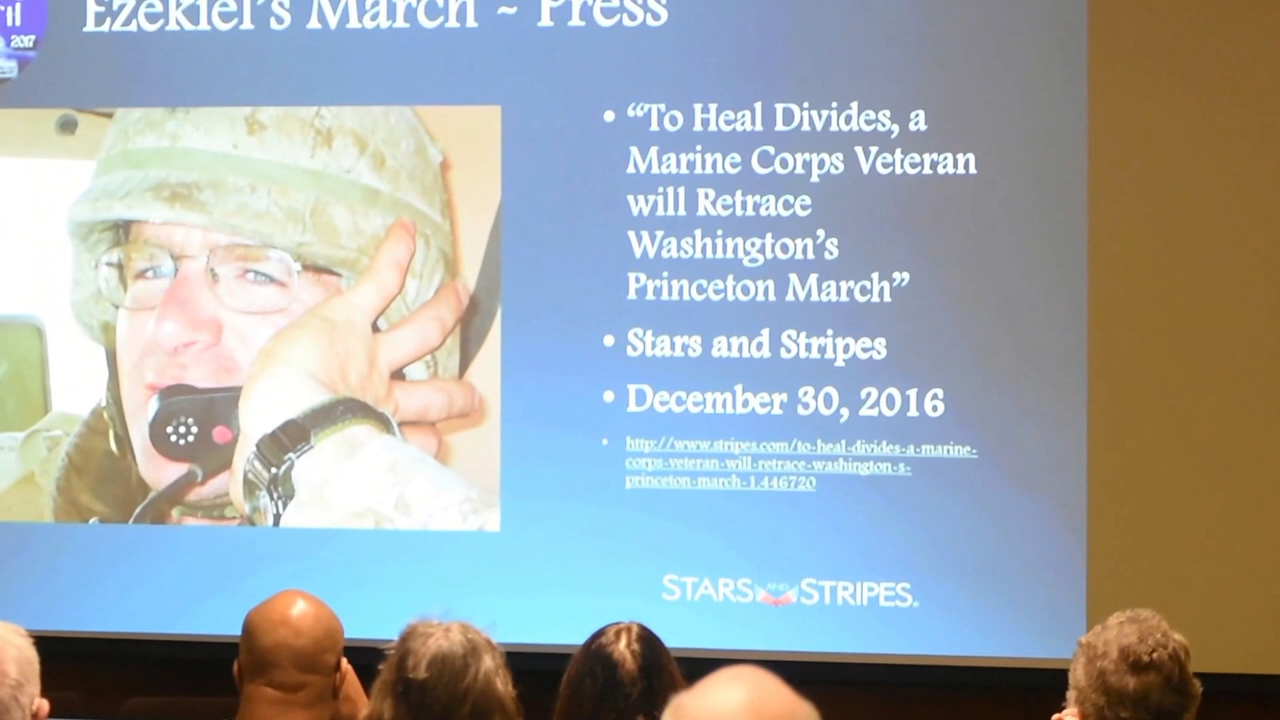 Ezekiel's March ~ Press
ril
2017
• “To Heal Divides, a
Marine Corps Veteran
will Retrace
Washington’s
Princeton March”
• Stars and Stripes
• December 30, 2016
• http://www.stripes.com/to-heal-divides-a-marine-
corps-veteran-will-retrace-washington-s-
princeton-march-1.446720
STARS AND STRIPES.